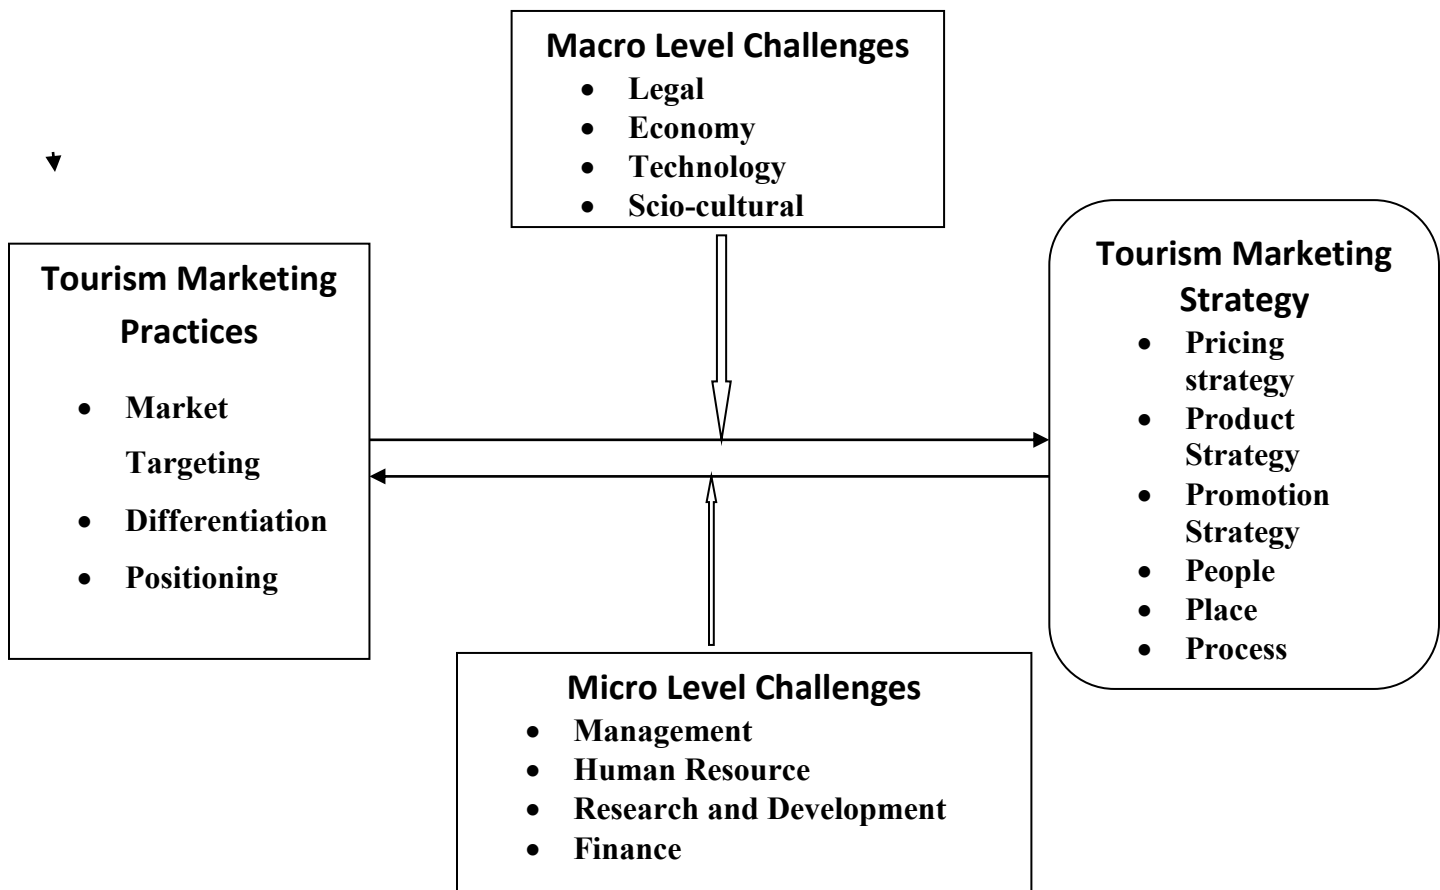 Macro Level Challenges
• Legal
• Economy
• Technology
• Scio-cultural
Tourism Marketing
Practices
• Market
Targeting
• Differentiation
• Positioning
Tourism Marketing
Strategy
• Pricing
strategy
• Product
Strategy
• Promotion
Strategy
• People
• Place
• Process
Micro Level Challenges
• Management
• Human Resource
• Research and Development
• Finance